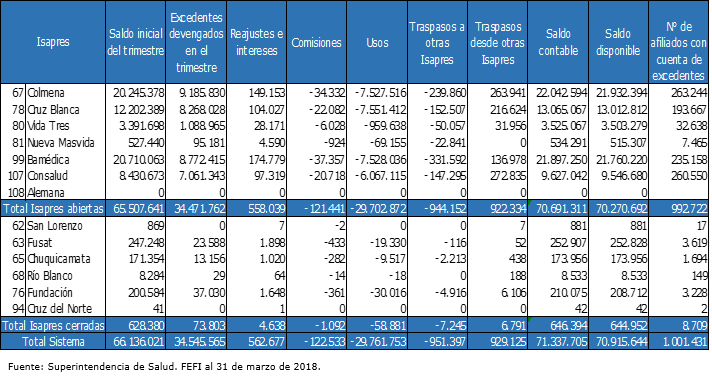 Isapres Saldo inicial del trimestre Excedentes devengados en el trimestre Reajustes e intereses Comisiones Usos Traspasos a otras Isapres Traspasos desde otras Isapres Saldo contable Saldo disponible Nº de afiliados con cuenta de excedentes
67 Colmena 20.245.378 9.185.830 149.153 -34.332 -7.527.516 -239.860 263.941 22.042.594 21.932.394 263.244
78 Cruz Blanca 12.202.389 8.268.028 104.027 -22.082 -7.551.412 -152.507 216.624 13.065.067 13.012.812 193.667
80 Vida Tres 3.391.698 1.088.965 28.171 -6.028 -959.638 -50.057 31.956 3.525.067 3.503.279 32.638
81 Nueva Masvida 527.440 95.181 4.590 -924 -69.155 -22.841 0 534.291 515.307 7.465
99 Bamédica 20.710.063 8.772.415 174.779 -37.357 -7.528.036 -331.592 136.978 21.897.250 21.760.220 235.158
107 Consalud 8.430.673 7.061.343 97.319 -20.718 -6.067.115 -147.295 272.835 9.627.042 9.546.680 260.550
108 Alemana 0 0 0 0 0 0 0 0 0 0
Total Isapres abiertas 65.507.641 34.471.762 558.039 -121.441 -29.702.872 -944.152 922.334 70.691.311 70.270.692 992.722
62 San Lorenzo 869 0 7 -2 0 0 7 881 881 17
63 Fusat 247.248 23.588 1.898 -433 -19.330 -116 52 252.907 252.828 3.619
65 Chuquicamata 171.354 13.156 1.020 -282 -9.517 -2.213 438 173.956 173.956 1.694
68 Río Blanco 8.284 29 64 -14 -18 0 188 8.533 8.533 149
76 Fundación 200.584 37.030 1.648 -361 -30.016 -4.916 6.106 210.075 208.712 3.228
94 Cruz del Norte 41 0 1 0 0 0 0 42 42 2
Total Isapres cerradas 628.380 73.803 4.638 -1.092 -58.881 -7.245 6.791 646.394 644.952 8.709
Total Sistema 66.136.021 34.545.565 562.677 -122.533 -29.761.753 -951.397 929.125 71.337.705 70.915.644 1.001.431
Fuente: Superintendencia de Salud. FEFI al 31 de marzo de 2018.